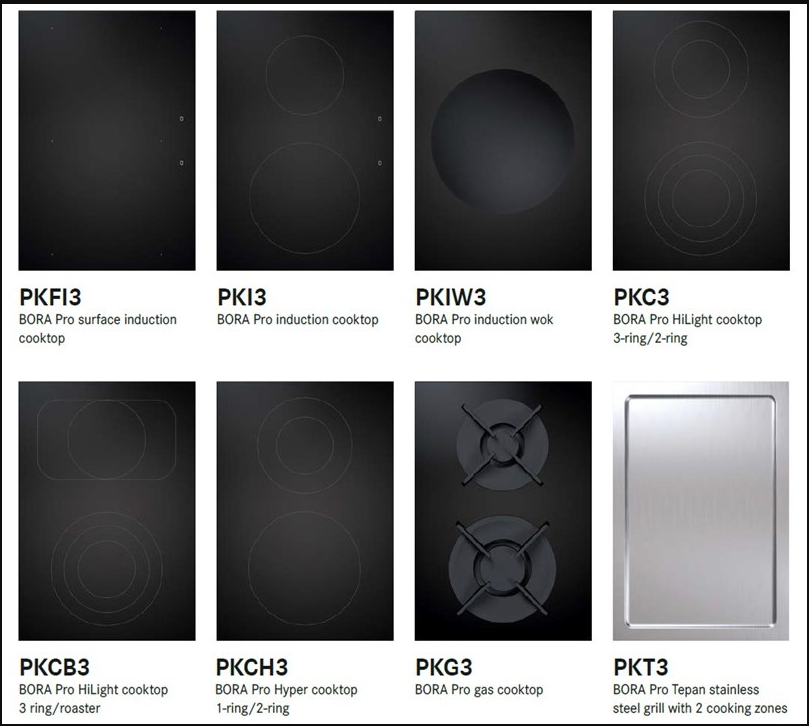 PKFI3
BORA Pro surface induction
cooktop
PKI3
BORA Pro induction cooktop
PKIW3
BORA Pro induction wok
cooktop
PKC3
BORA Pro HiLight cooktop
3-ring/2-ring
PKCB3
BORA Pro HiLight cooktop
3 ring/roaster
PKCH3
BORA Pro Hyper cooktop
1-ring/2-ring
PKG3
BORA Pro gas cooktop
PKT3
BORA Pro Tepan stainless
steel grill with 2 cooking zones